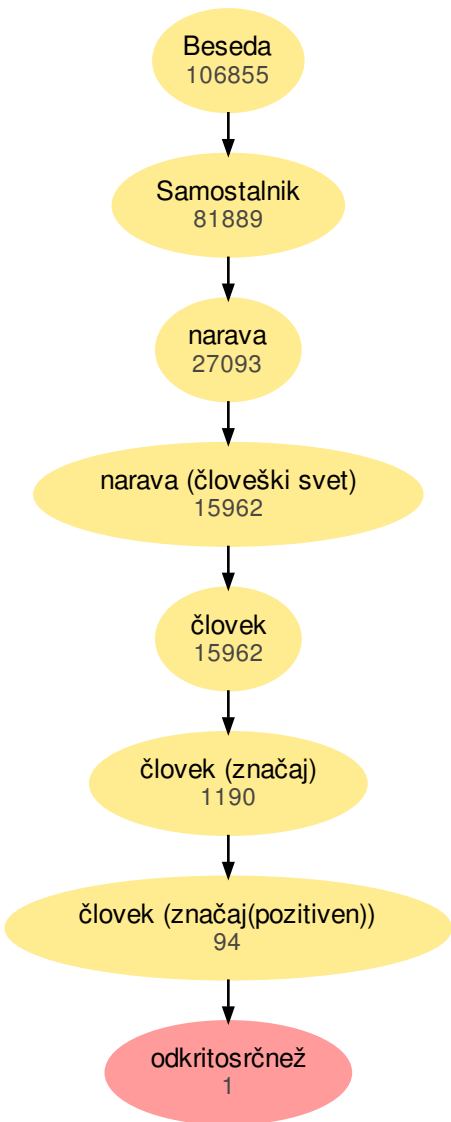 Beseda
106855
Samostalnik
81889
narava
27093
narava (človeški svet)
15962
človek
15962
človek (značaj)
1190
človek (značaj(pozitiven))
94
odkritosrčnež
1